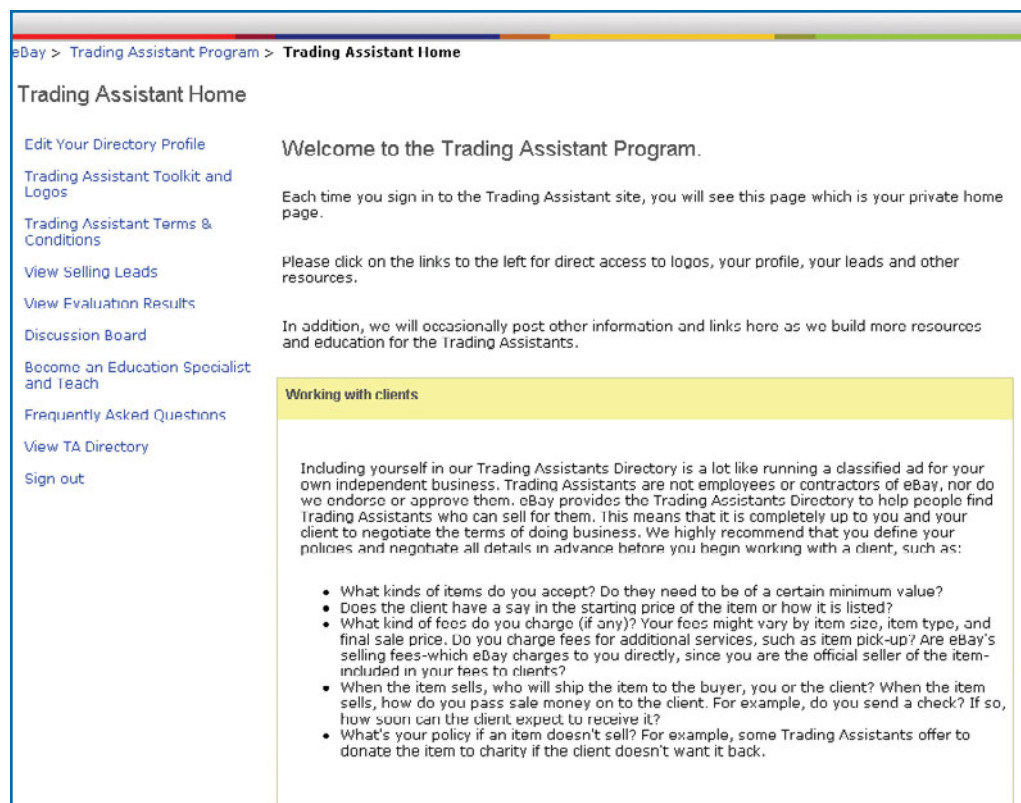 eBay > Trading Assistant Program > Trading Assistant Home
Trading Assistant Home
Edit Your Directory Profile
Trading Assistant Toolkit and
Logos
Trading Assistant Terms &
Conditions
View Selling Leads
View Evaluation Results
Discussion Board
Become an Education Specialist
and Teach
Frequently Asked Questions
View TA Directory
Sign out
Welcome to the Trading Assistant Program.
Each time you sign in to the Trading Assistant site, you will see this page which is your private home
page.
Please click on the links to the left for direct access to logos, your profile, your leads and other
resources.
In addition, we will occasionally post other information and links here as we build more resources
and education for the Trading Assistants.
Working with clients
Including yourself in our Trading Assistants Directory is a lot like running a classified ad for your
own independent business. Trading Assistants are not employees or contractors of eBay, nor do
we endorse or approve them. eBay provides the Trading Assistants Directory to help people find
Trading Assistants who can sell for them. This means that it is completely up to you and your
client to negotiate the terms of doing business. We highly recommend that you define your
policies and negotiate all details in advance before you begin working with a client, such as:
• What kinds of items do you accept? Do they need to be of a certain minimum value?
• Does the client have a say in the starting price of the item or how it is listed?
• What kind of fees do you charge (if any)? Your fees might vary by item size, item type, and
final sale price. Do you charge fees for additional services, such as item pick-up? Are eBay's
selling fees-which eBay charges to you directly, since you are the official seller of the item-
included in your fees to clients?
• When the item sells, who will ship the item to the buyer, you or the client? When the item
sells, how do you pass sale money on to the client. For example, do you send a check? If so,
how soon can the client expect to receive it?
• What's your policy if an item doesn't sell? For example, some Trading Assistants offer to
donate the item to charity if the client doesn't want it back.